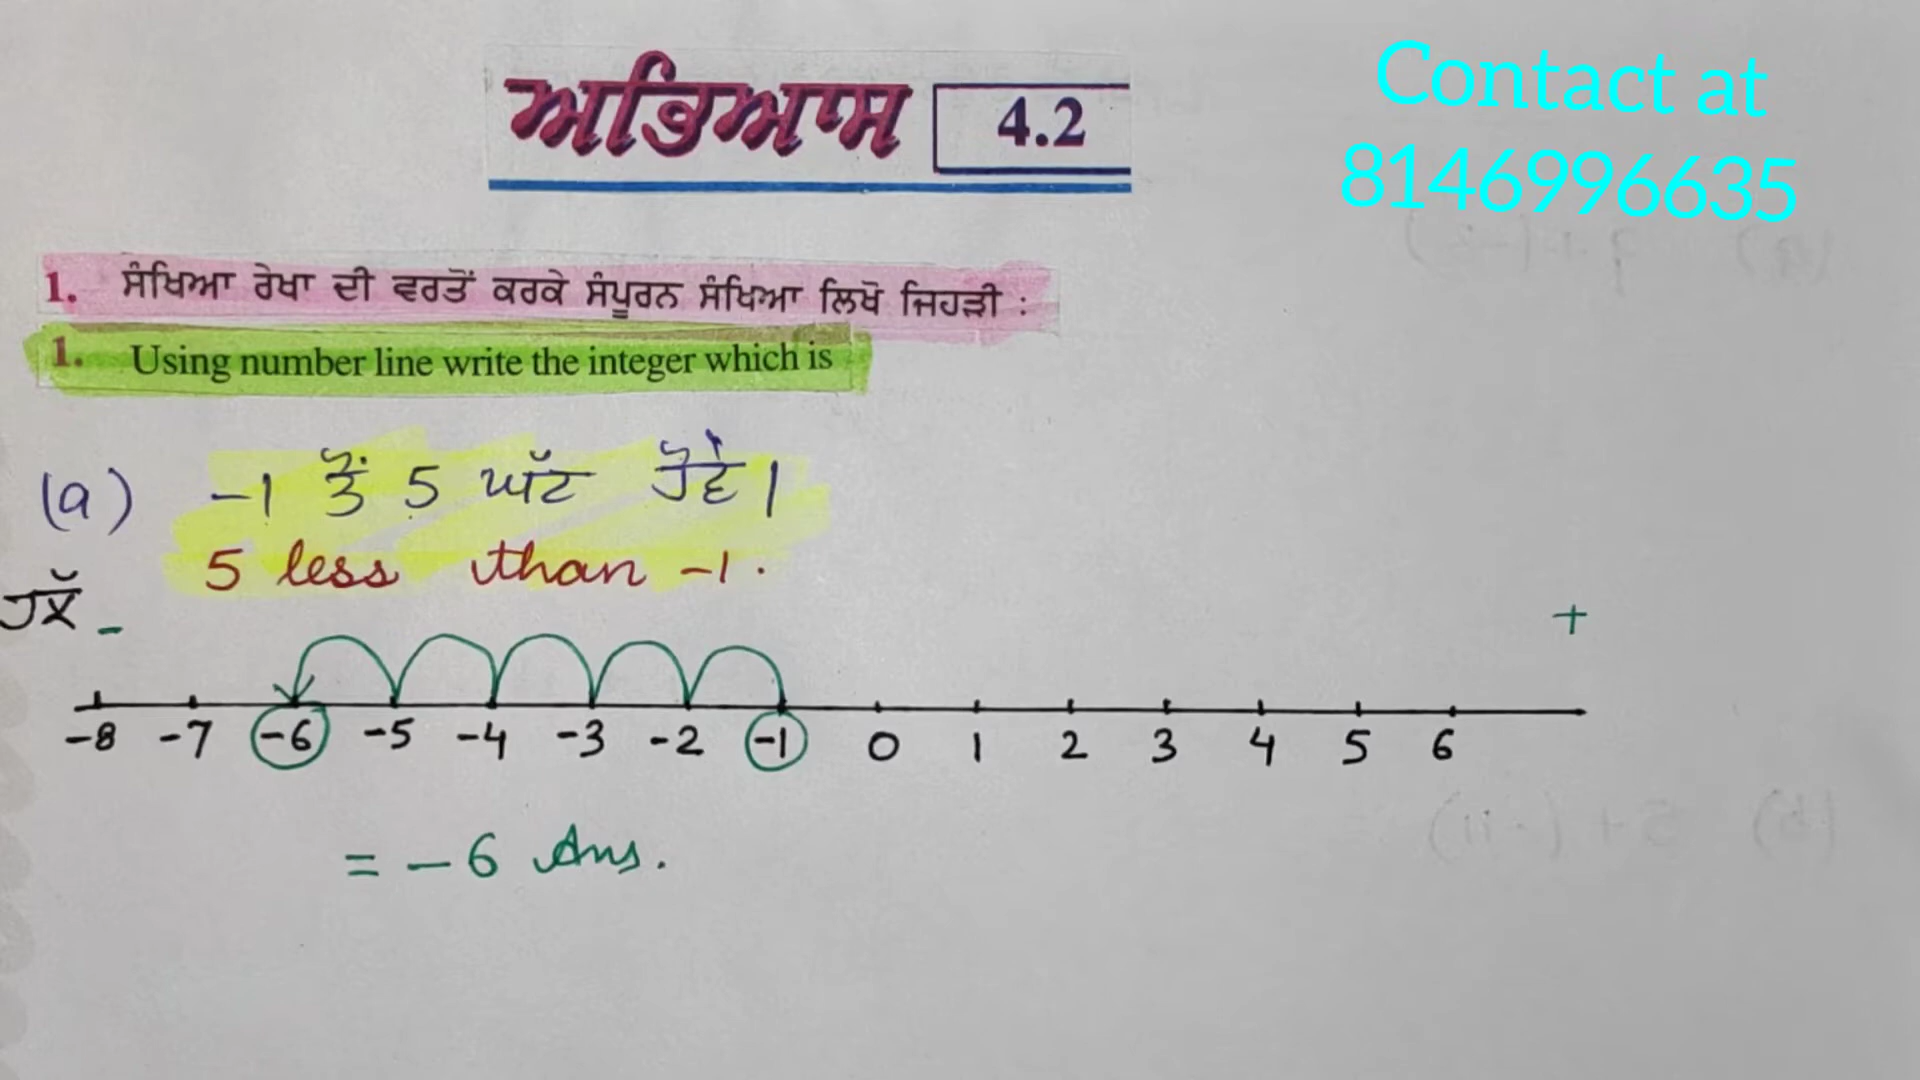 ਅਭਿਆਸ 4.2
Contact at
8146996635
1. ਸੰਖਿਆ ਰੇਖਾ ਦੀ ਵਰਤੋਂ ਕਰਕੇ ਸੰਪੂਰਨ ਸੰਖਿਆ ਲਿਖੋ ਜਿਹੜੀ :
1. Using number line write the integer which is
(a) -1 ਤੋਂ 5 ਘੱਟ ਹੋਵੇ।
5 less than -1.
ਹੱਲ
- +
-8 -7 -6 -5 -4 -3 -2 -1 0 1 2 3 4 5 6
= -6 Ans.